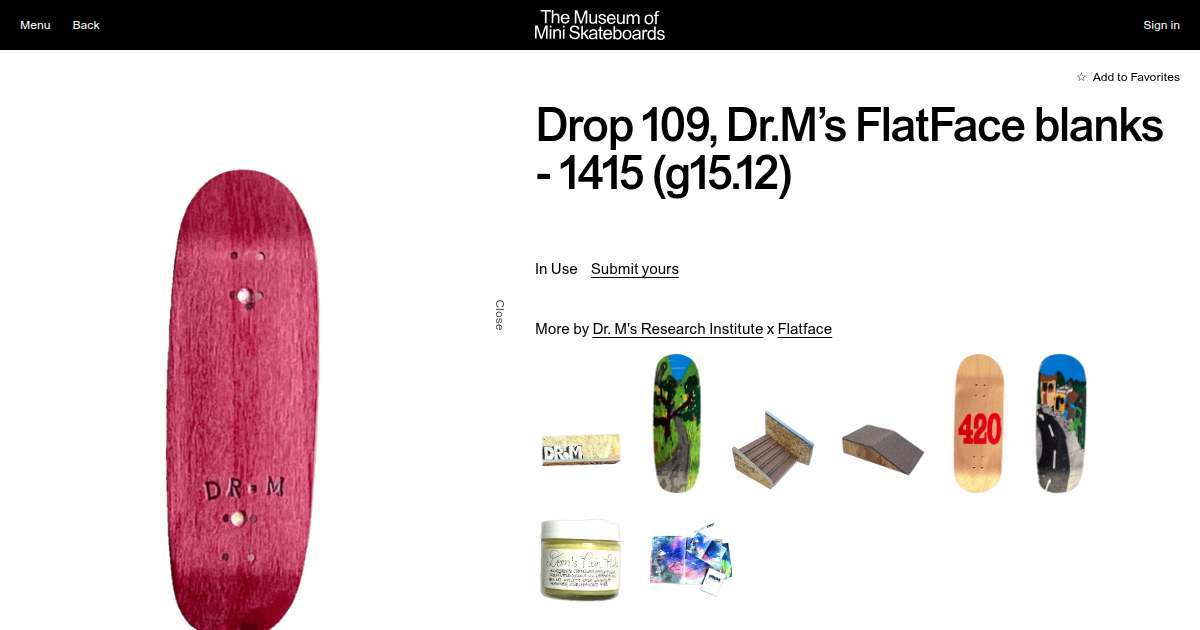 Menu
Back
The Museum of
Mini Skateboards
Sign in
☆ Add to Favorites
Drop 109, Dr.M’s FlatFace blanks
- 1415 (g15.12)
In Use
Submit yours
Close
More by Dr. M's Research Institute x Flatface
DR.M
DR.M
420